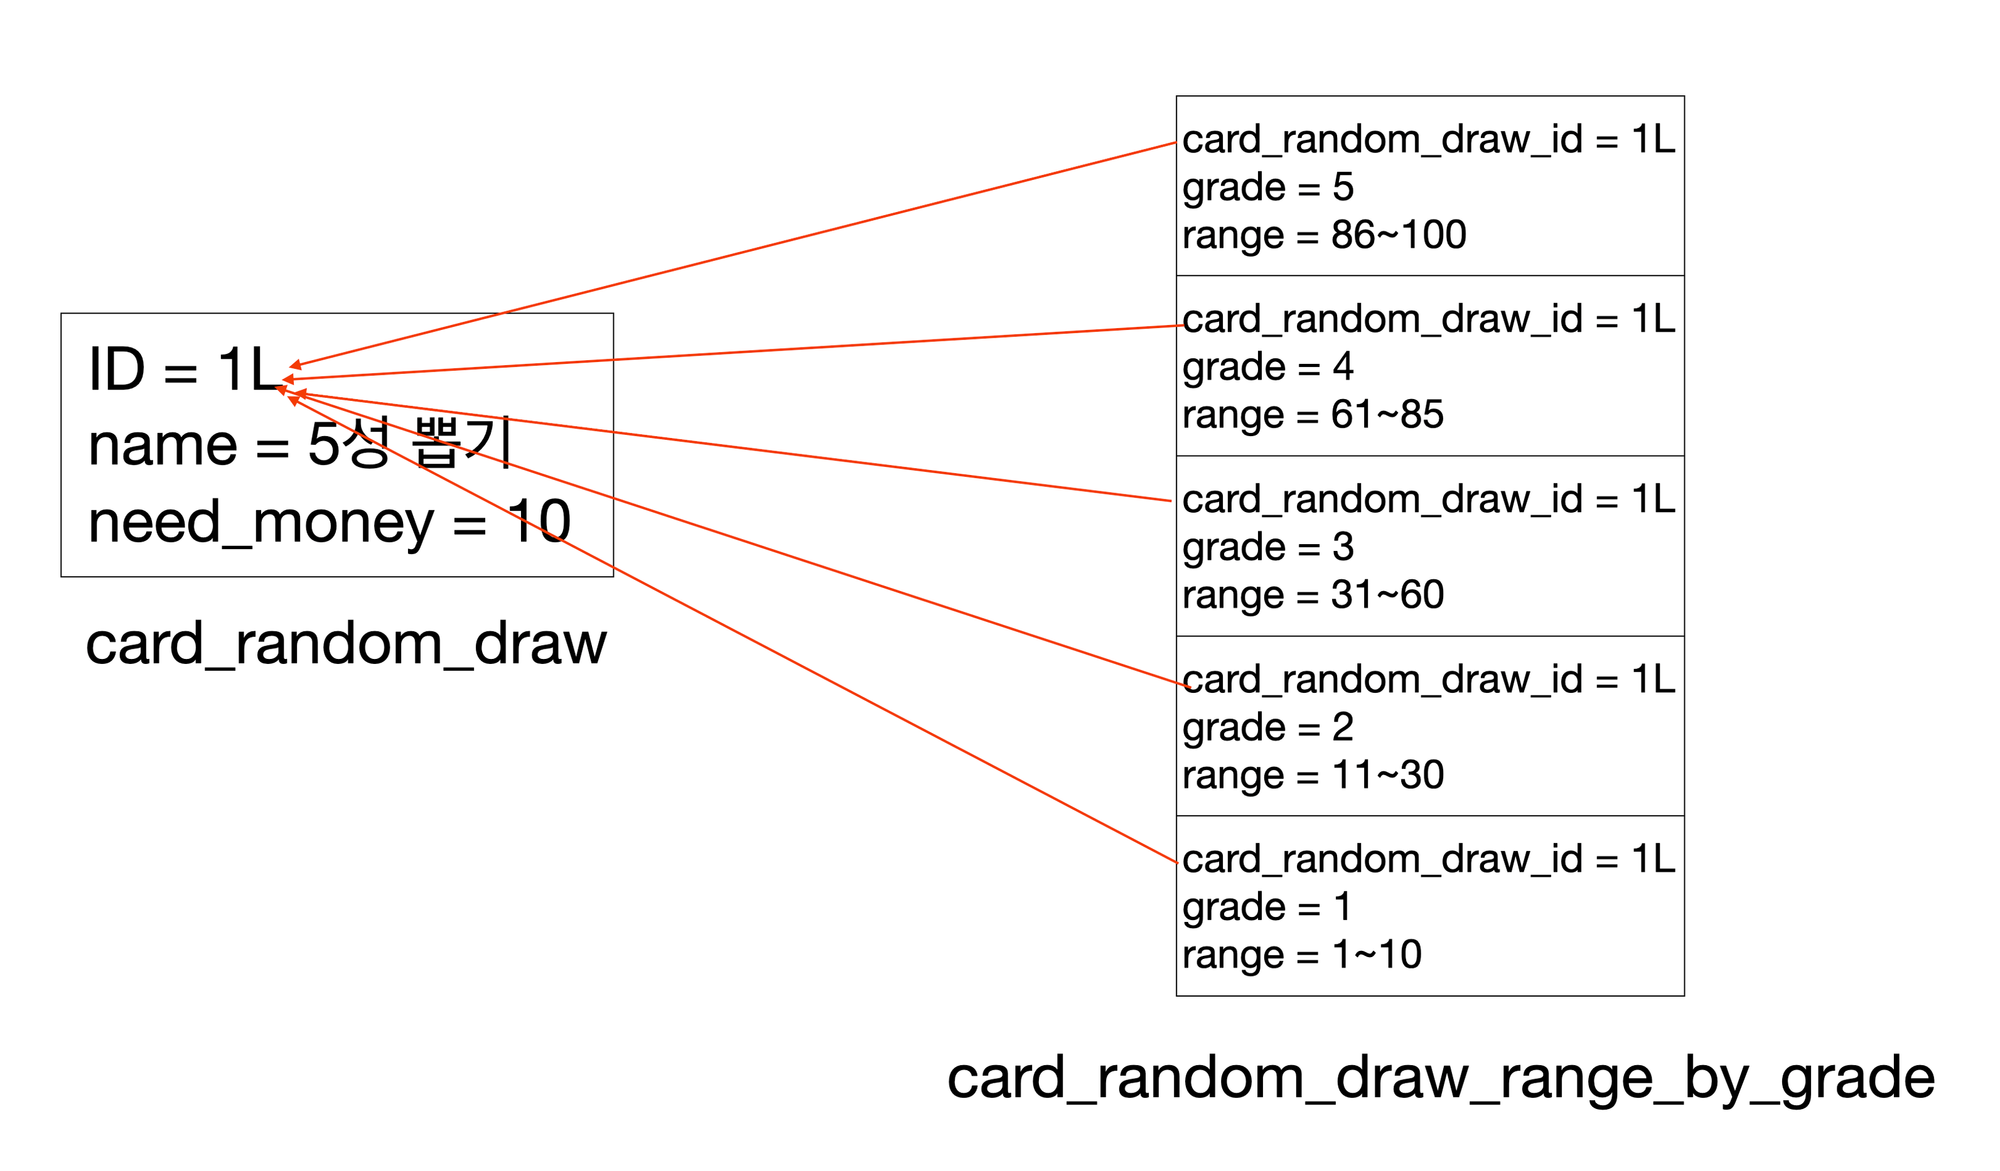 ID = 1L
name = 5성 뽑기
need_money = 10
card_random_draw
card_random_draw_id = 1L
grade = 5
range = 86~100
card_random_draw_id = 1L
grade = 4
range = 61~85
card_random_draw_id = 1L
grade = 3
range = 31~60
card_random_draw_id = 1L
grade = 2
range = 11~30
card_random_draw_id = 1L
grade = 1
range = 1~10
card_random_draw_range_by_grade